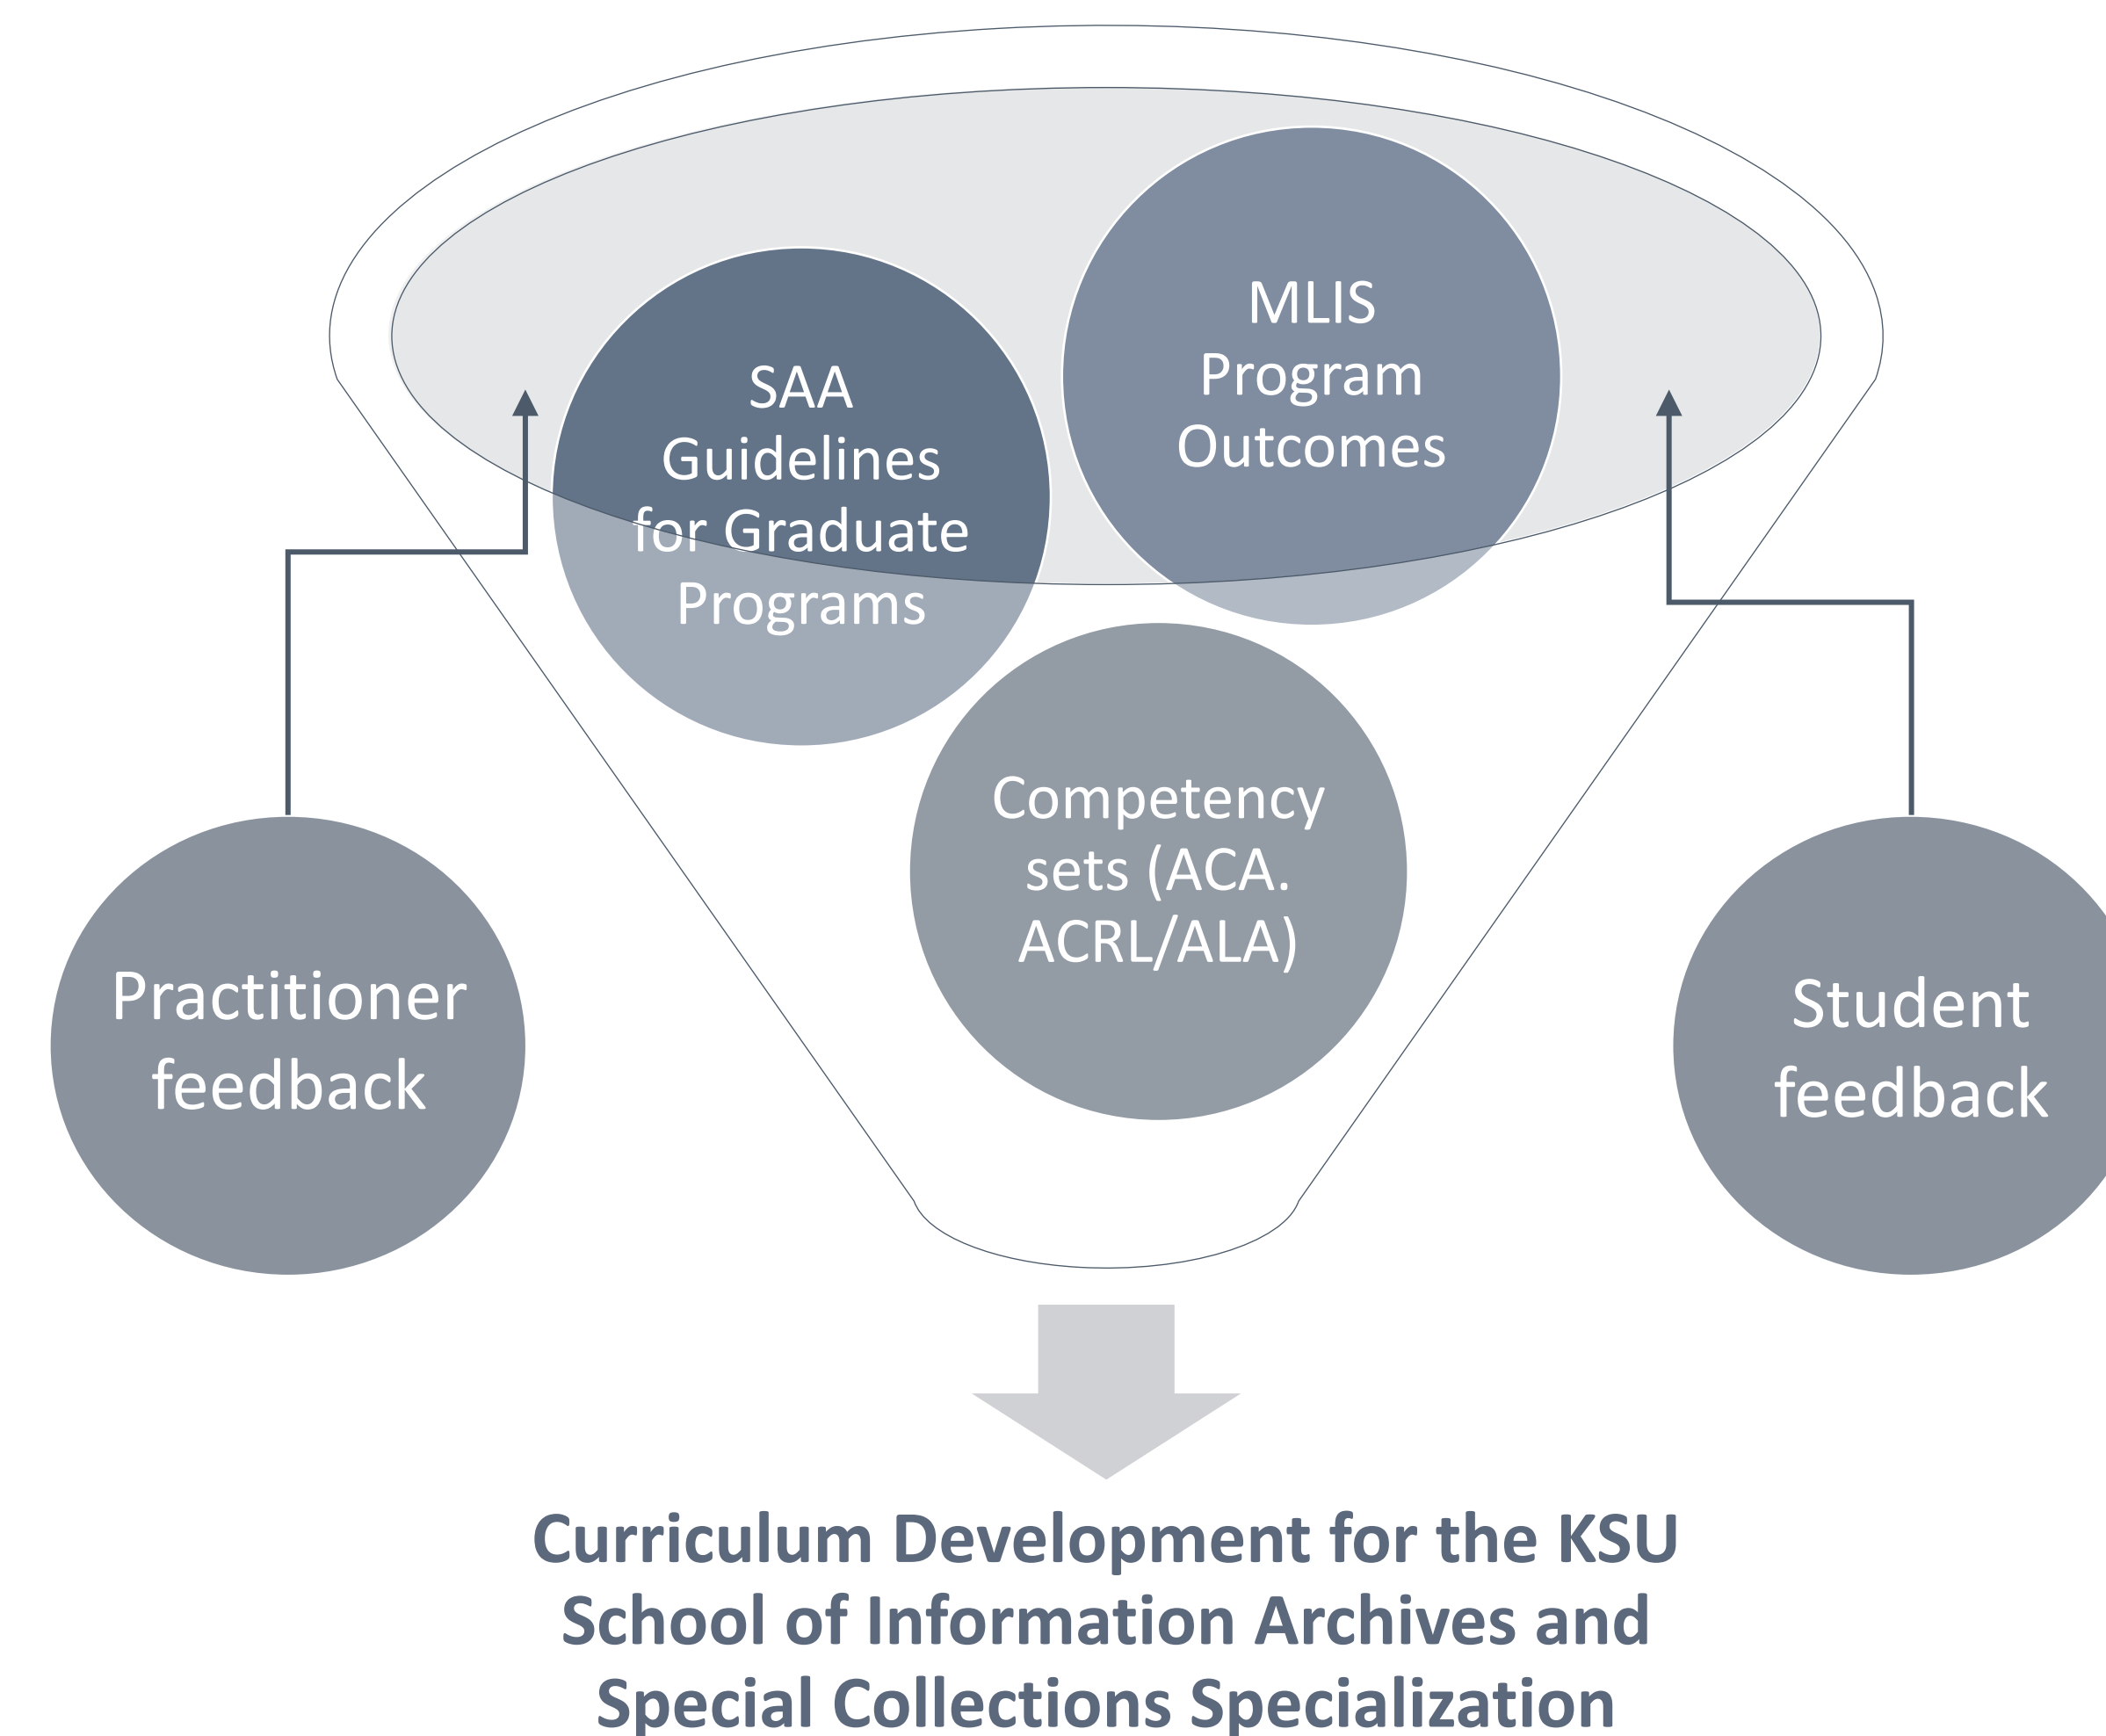 MLIS
Program
Outcomes
SAA
Guidelines
for Graduate
Programs
Competency
sets (ACA.
ACRL/ALA)
Practitioner
feedback
Student
feedback
Curriculum Development for the KSU
School of Information Archives and
Special Collections Specialization